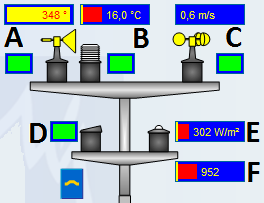 348 ° 16,0 °C 0,6 m/s
A B C
D 302 W/m² E
952 F